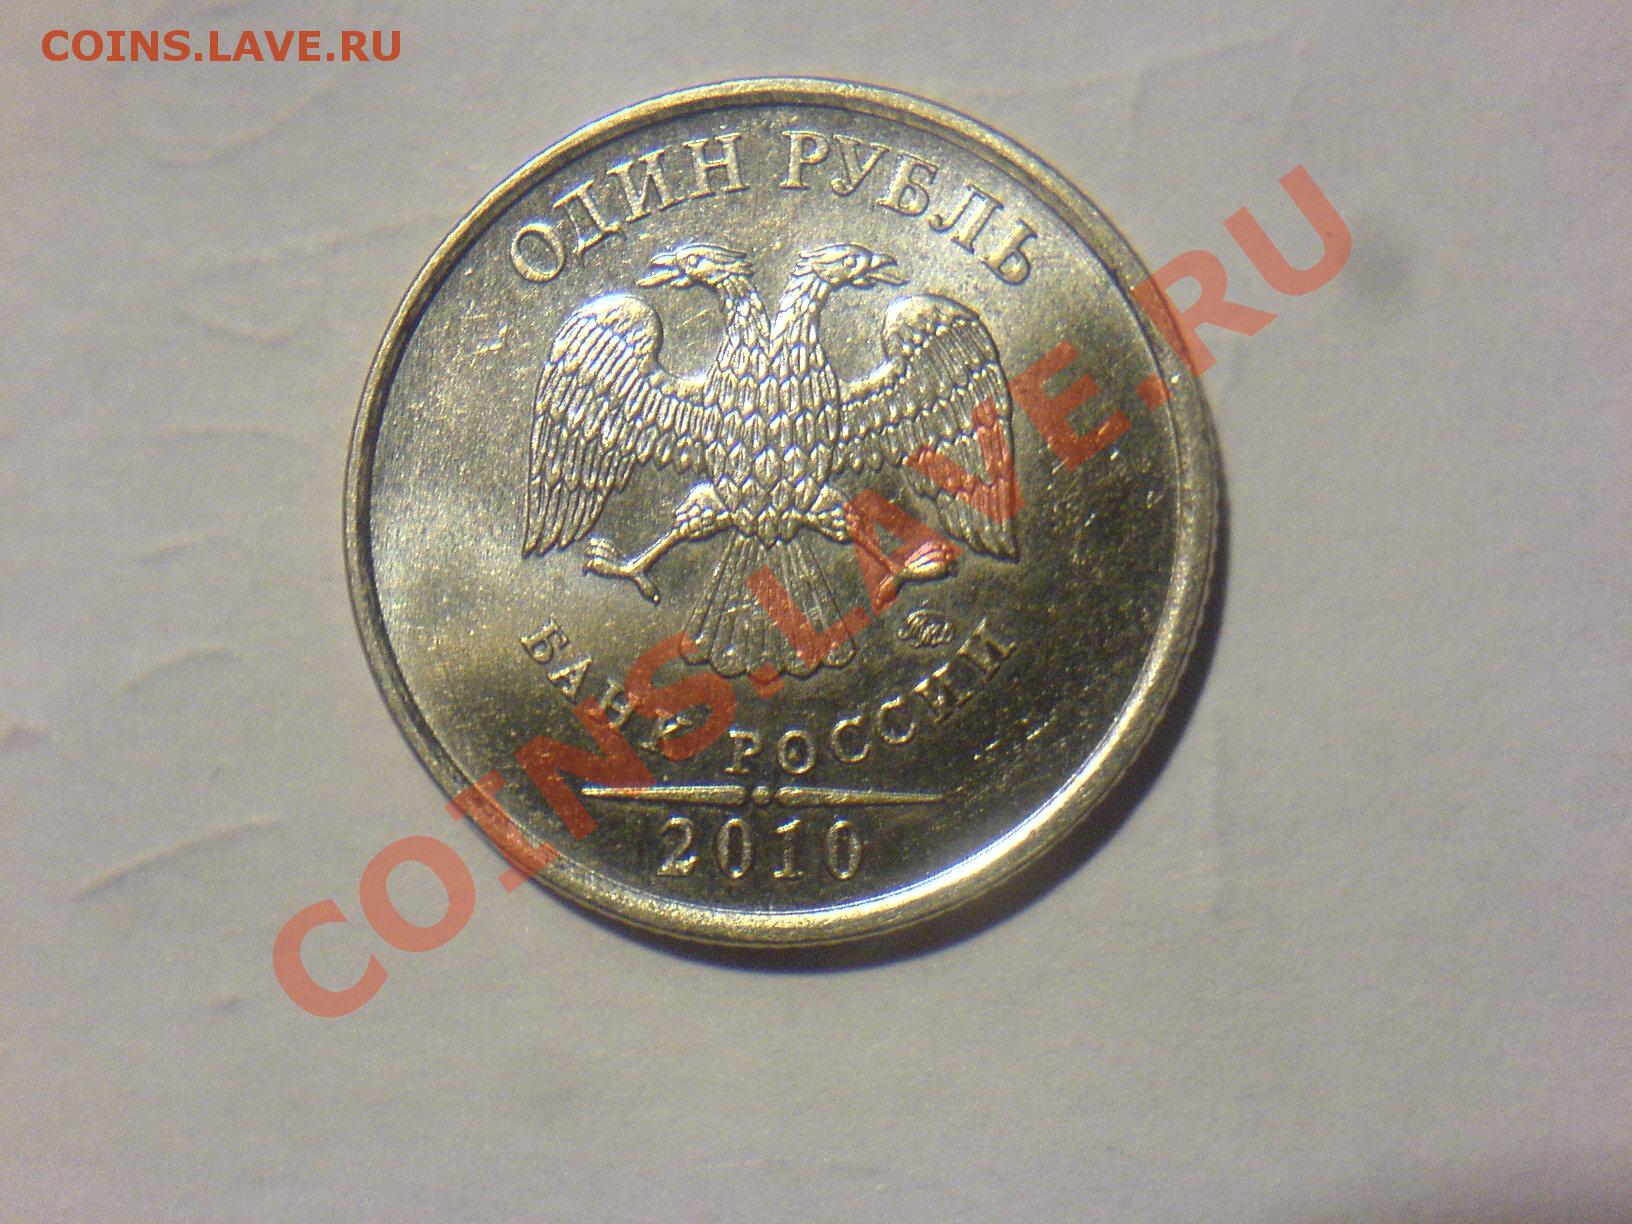 COINS.LAVE.RU
ОДИН РУБЛЬ
БАНК РОССИИ
2010
COINS.LAVE.RU